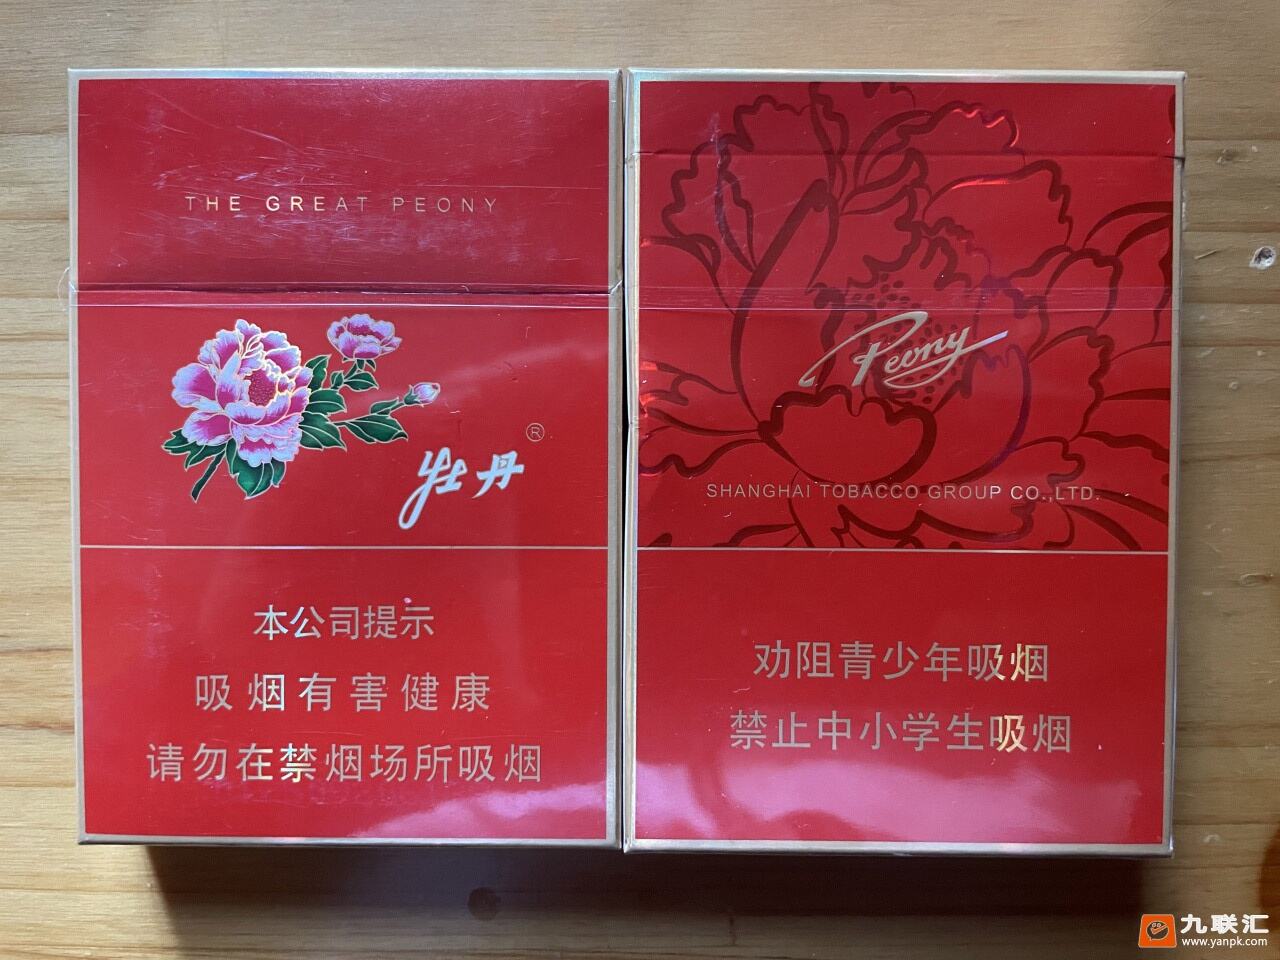 THE GREAT PEONY
牡丹®
本公司提示
吸烟有害健康
请勿在禁烟场所吸烟
Peony
SHANGHAI TOBACCO GROUP CO.,LTD.
劝阻青少年吸烟
禁止中小学生吸烟
九联汇
www.yanpk.com